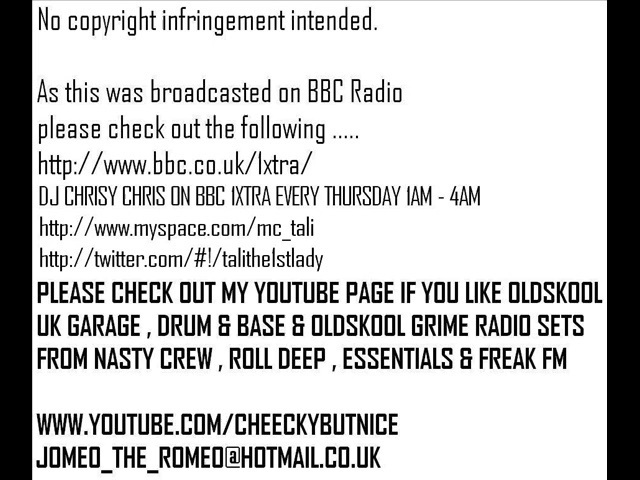 No copyright infringement intended.
As this was broadcasted on BBC Radio
please check out the following .....
http://www.bbc.co.uk/1xtra/
DJ CHRISY CHRIS ON BBC 1XTRA EVERY THURSDAY 1AM - 4AM
http://www.myspace.com/mc_tali
http://twitter.com/#!/talithe1stlady
PLEASE CHECK OUT MY YOUTUBE PAGE IF YOU LIKE OLDSKOOL
UK GARAGE , DRUM & BASE & OLDSKOOL GRIME RADIO SETS
FROM NASTY CREW , ROLL DEEP , ESSENTIALS & FREAK FM
WWW.YOUTUBE.COM/CHEECKYBUTNICE
JOMEO_THE_ROMEO@HOTMAIL.CO.UK